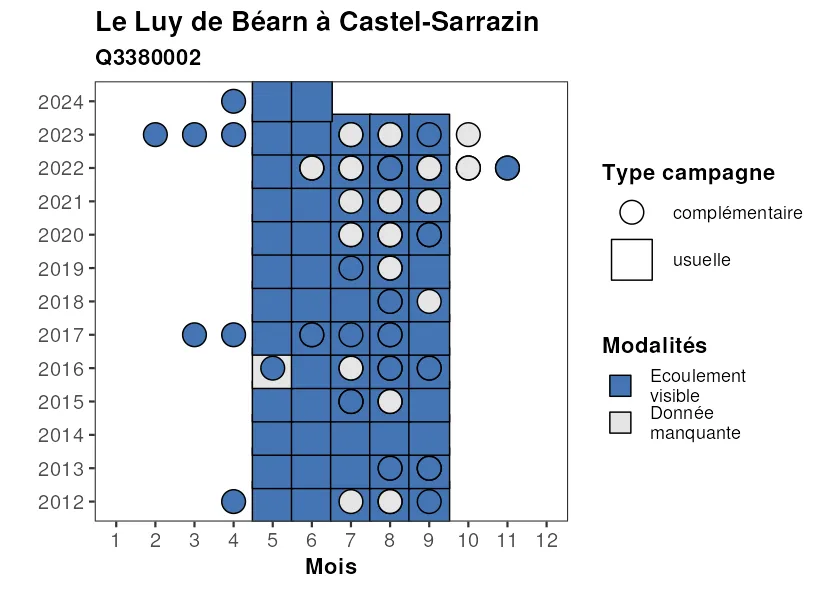 Le Luy de Béarn à Castel-Sarrazin
Q3380002
2024
2023
2022
2021
2020
2019
2018
2017
2016
2015
2014
2013
2012
1 2 3 4 5 6 7 8 9 10 11 12
Mois
Type campagne
complémentaire
usuelle
Modalités
Ecoulement
visible
Donnée
manquante